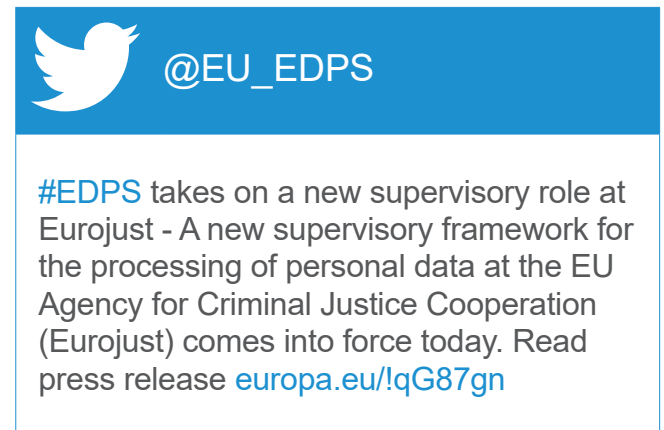 @EU_EDPS
#EDPS takes on a new supervisory role at
Eurojust - A new supervisory framework for
the processing of personal data at the EU
Agency for Criminal Justice Cooperation
(Eurojust) comes into force today. Read
press release europa.eu/!qG87gn